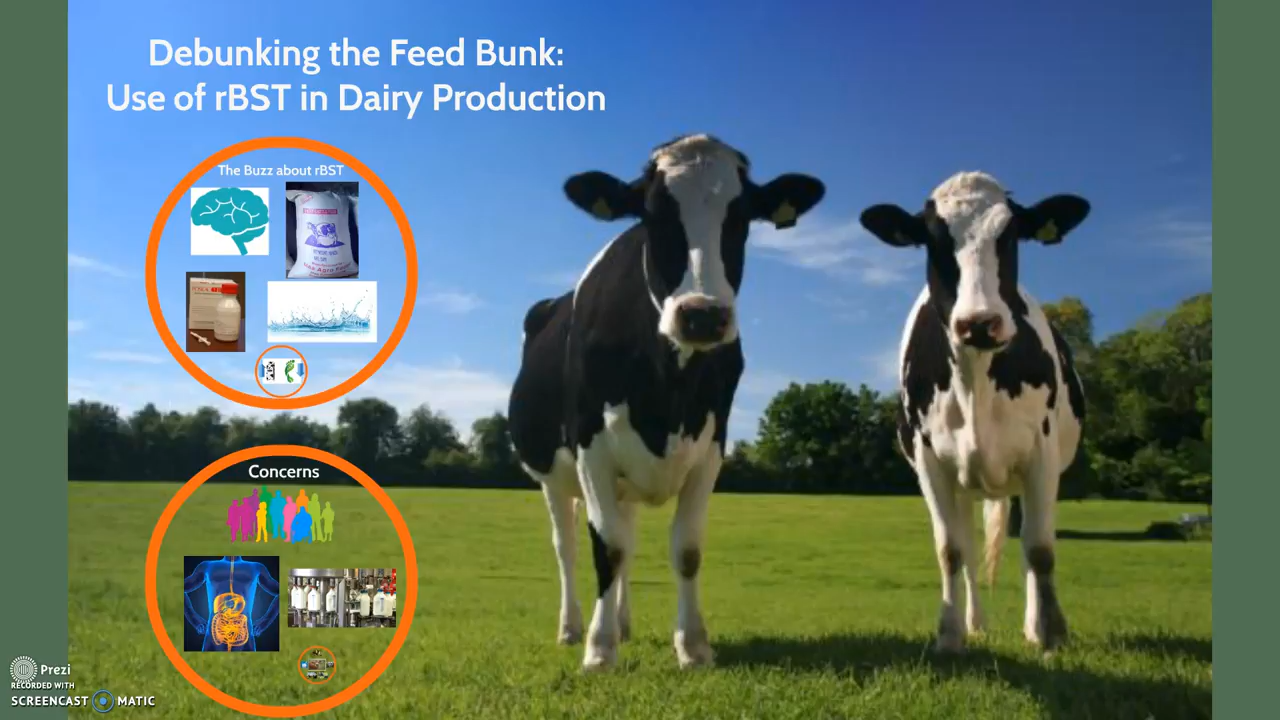 Debunking the Feed Bunk:
Use of rBST in Dairy Production
The Buzz about rBST
Concerns
Prezi
RECORDED WITH
SCREENCAST MATIC